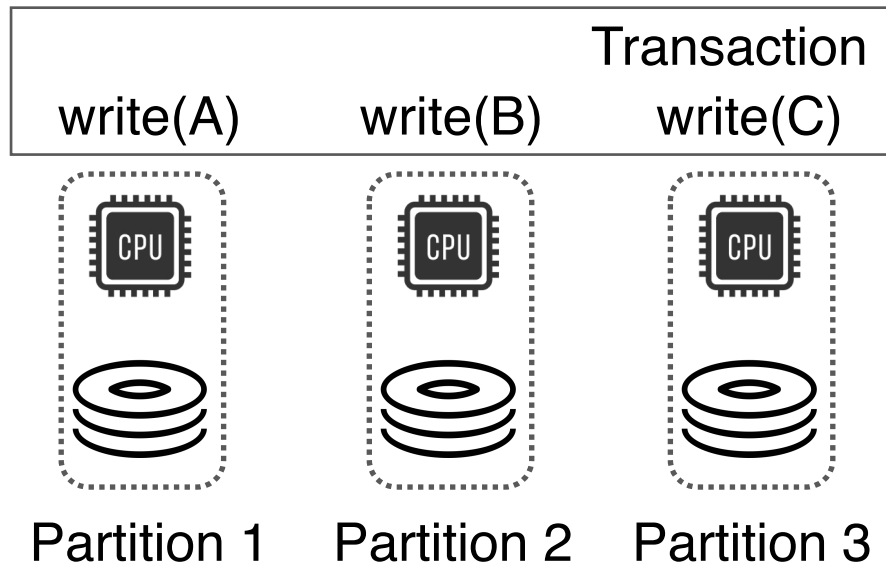 Transaction
write(A) write(B) write(C)
CPU CPU CPU
Partition 1 Partition 2 Partition 3